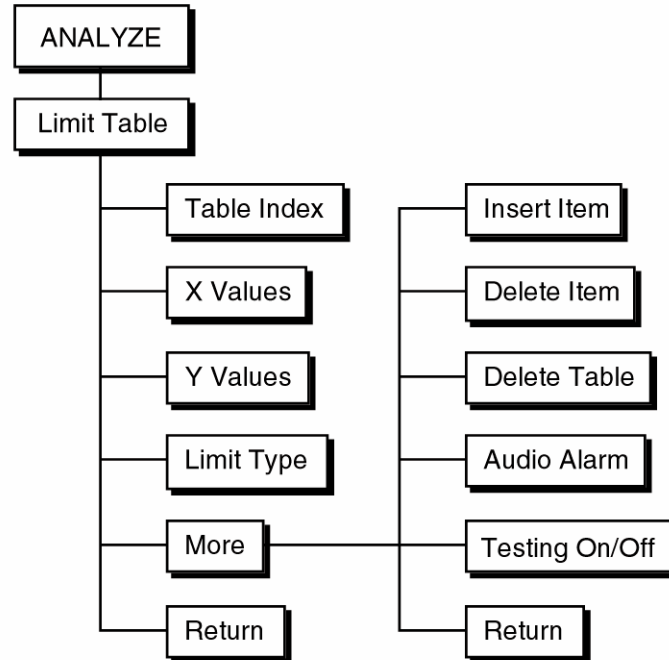 ANALYZE
Limit Table
Table Index
X Values
Y Values
Limit Type
More
Return
Insert Item
Delete Item
Delete Table
Audio Alarm
Testing On/Off
Return